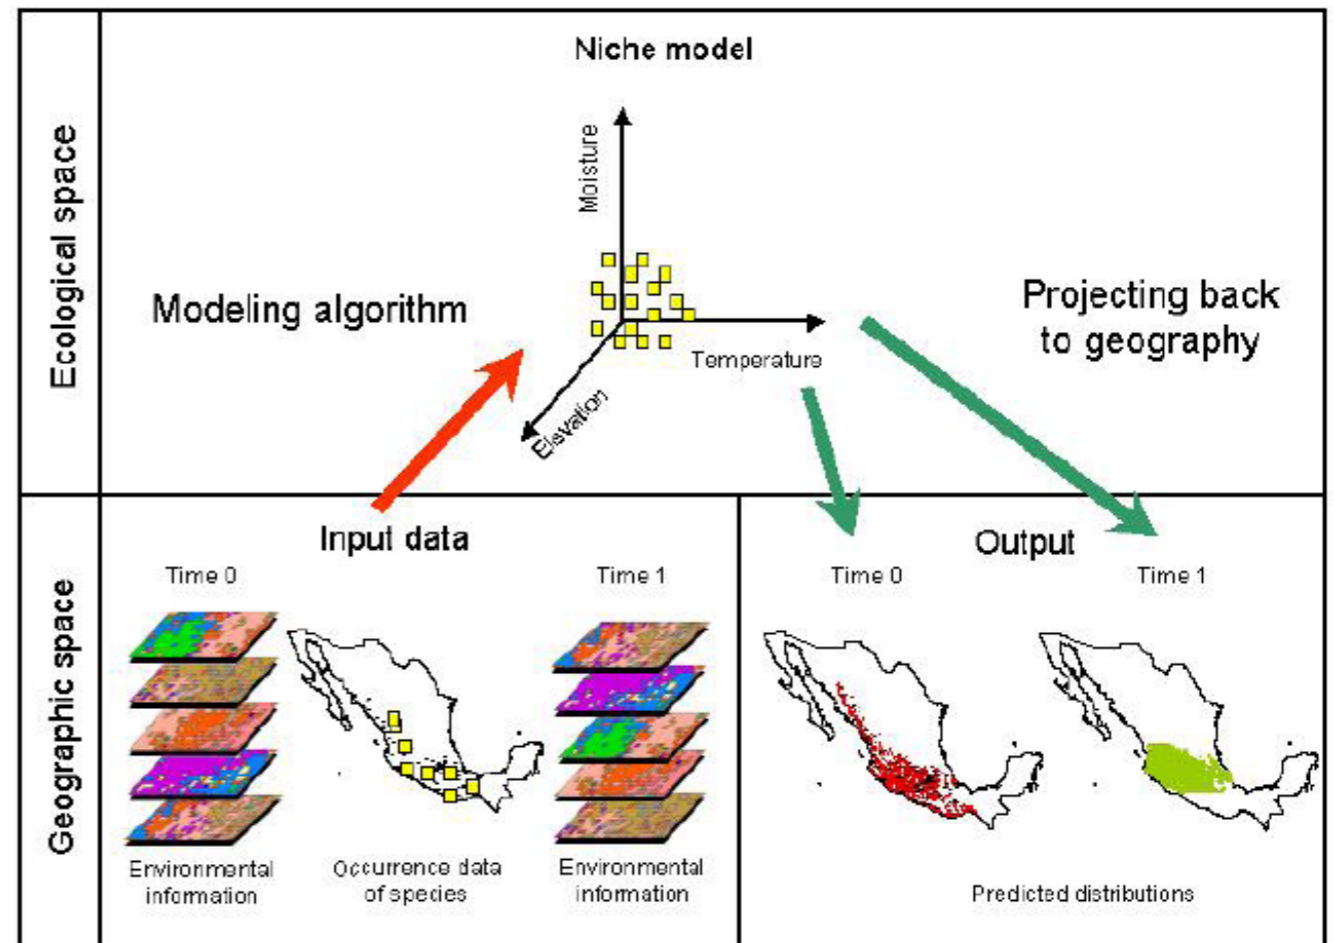 Niche model
Ecological space
Moisture
Modeling algorithm
Projecting back
to geography
Temperature
Elevation
Geographic space
Input data
Time 0
Time 1
Environmental
information
Occurrence data
of species
Environmental
information
Output
Time 0
Time 1
Predicted distributions